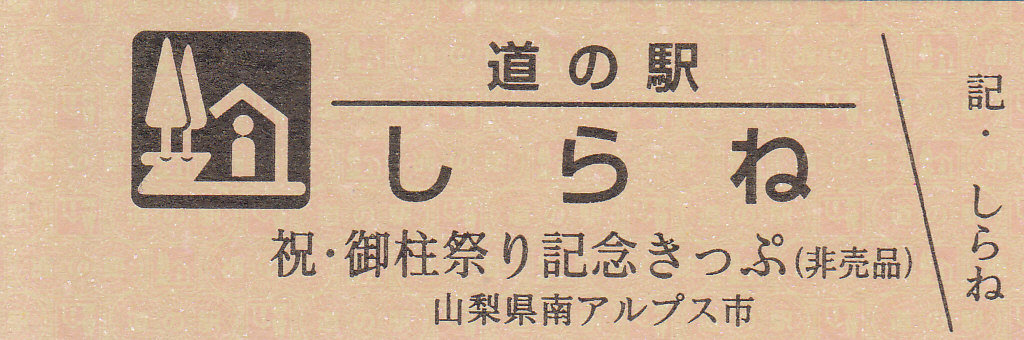 道の駅
しらね
祝・御柱祭り記念きっぷ(非売品)
山梨県南アルプス市
記・しらね